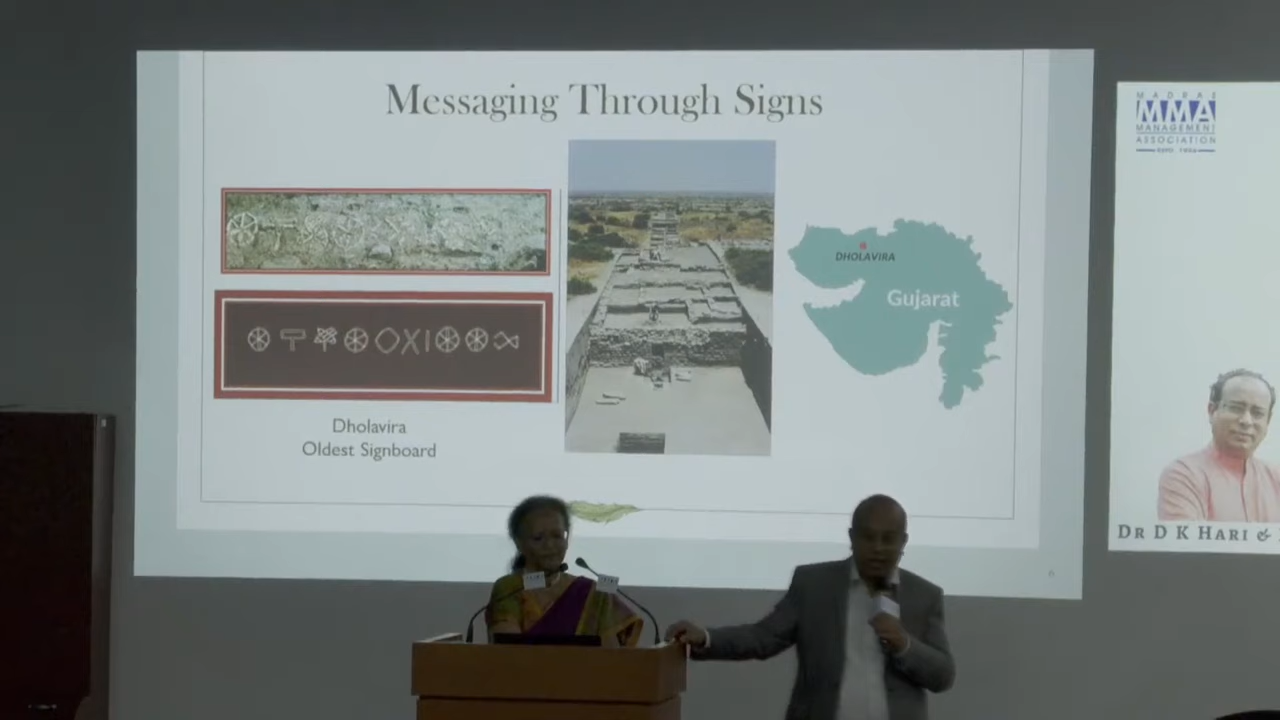 Messaging Through Signs
Dholavira
Oldest Signboard
DHOLAVIRA
Gujarat
MADRAS
MMA
MANAGEMENT
ASSOCIATION
DR D K HARI &